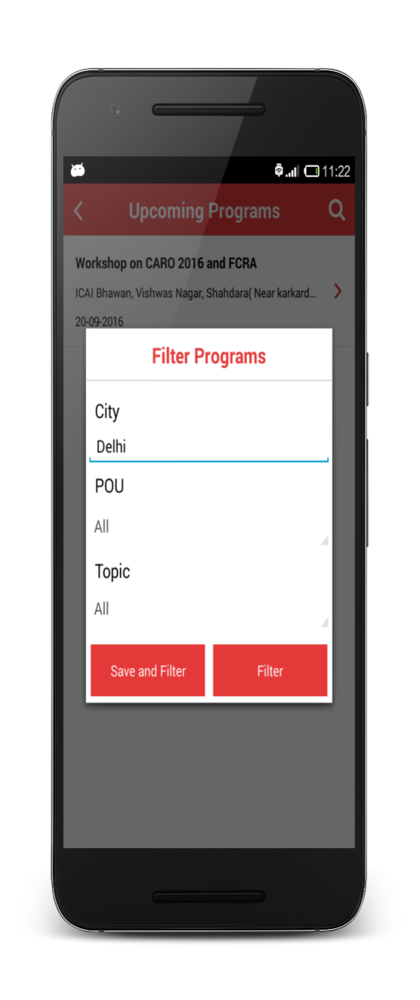 11:22
Upcoming Programs
Workshop on CARO 2016 and FCRA
ICAI Bhawan, Vishwas Nagar, Shahdara( Near karkard...
20-09-2016
Filter Programs
City
Delhi
POU
All
Topic
All
Save and Filter
Filter